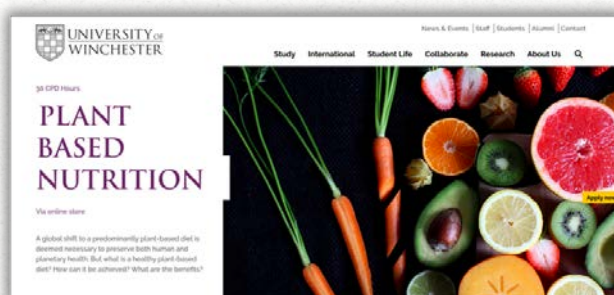 UNIVERSITY OF
WINCHESTER
News & Events | Staff | Students | Alumni | Contact
Study International Student Life Collaborate Research About Us
30 CPD Hours
PLANT
BASED
NUTRITION
Via online store
Apply now
A global shift to a predominantly plant-based diet is
deemed necessary to preserve both human and
planetary health. But what is a healthy plant-based
diet? How can it be achieved? What are the benefits?